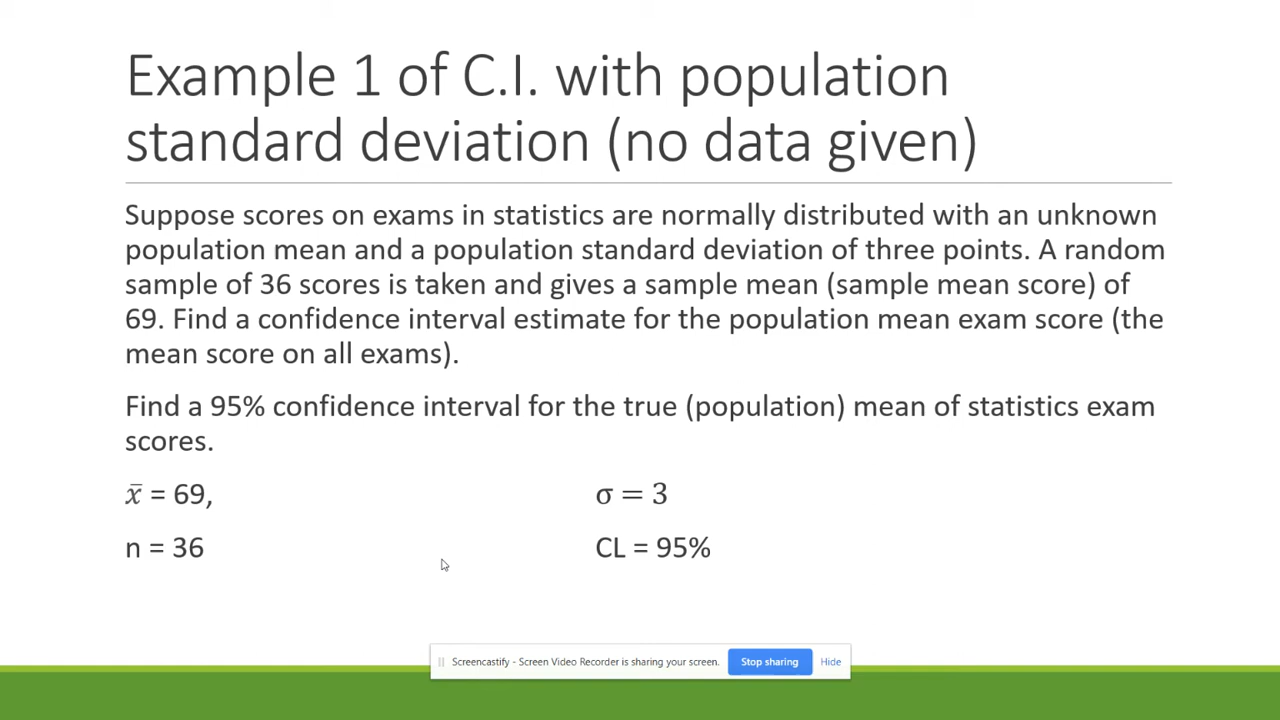 Example 1 of C.I. with population
standard deviation (no data given)
Suppose scores on exams in statistics are normally distributed with an unknown
population mean and a population standard deviation of three points. A random
sample of 36 scores is taken and gives a sample mean (sample mean score) of
69. Find a confidence interval estimate for the population mean exam score (the
mean score on all exams).
Find a 95% confidence interval for the true (population) mean of statistics exam
scores.
x̄ = 69, σ = 3
n = 36 CL = 95%
Screencastify - Screen Video Recorder is sharing your screen. Stop sharing Hide